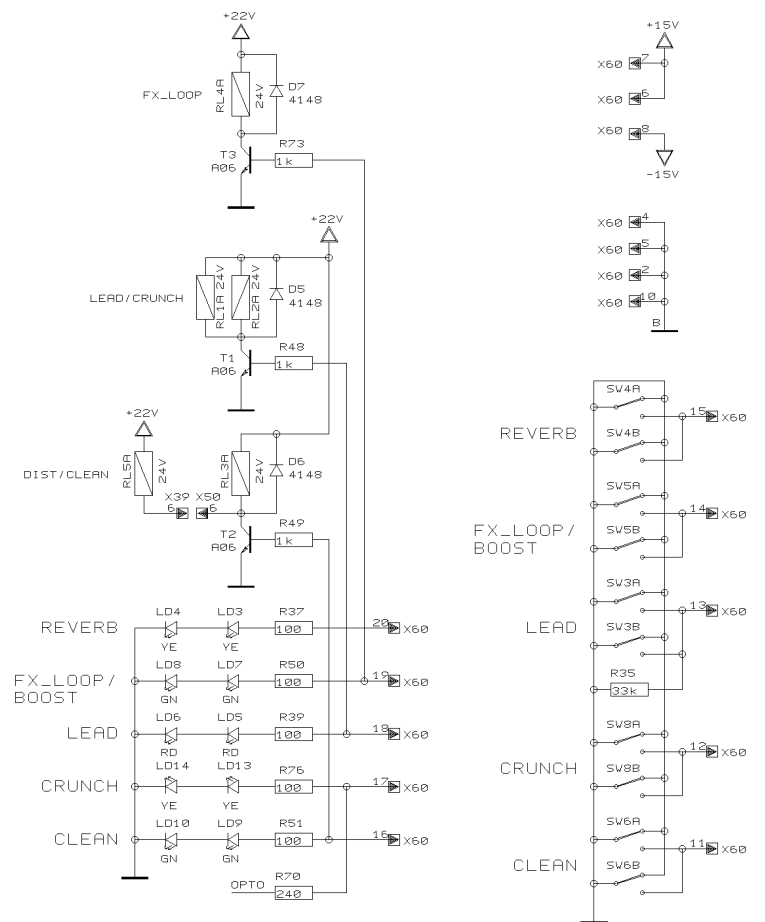 +22V
RL4A
24V
D7
4148
FX_LOOP
R73
1k
T3
A06
+22V
RL1A
24V
RL2A
24V
D5
4148
LEAD/CRUNCH
R48
1k
T1
A06
+22V
RL5A
24V
RL3A
24V
D6
4148
DIST/CLEAN
X39
6
X50
6
R49
1k
T2
A06
REVERB
LD4
YE
LD3
YE
R37
100
20
X60
FX_LOOP/
BOOST
LD8
GN
LD7
GN
R50
100
19
X60
LEAD
LD6
RD
LD5
RD
R39
100
18
X60
CRUNCH
LD14
YE
LD13
YE
R76
100
17
X60
CLEAN
LD10
GN
LD9
GN
R51
100
16
X60
OPTO
R70
240
+15V
X60
7
X60
6
X60
8
-15V
X60
4
X60
5
X60
2
X60
10
B
REVERB
SW4A
SW4B
15
X60
FX_LOOP/
BOOST
SW5A
SW5B
14
X60
LEAD
SW3A
SW3B
13
X60
R35
33k
CRUNCH
SW8A
SW8B
12
X60
CLEAN
SW6A
SW6B
11
X60